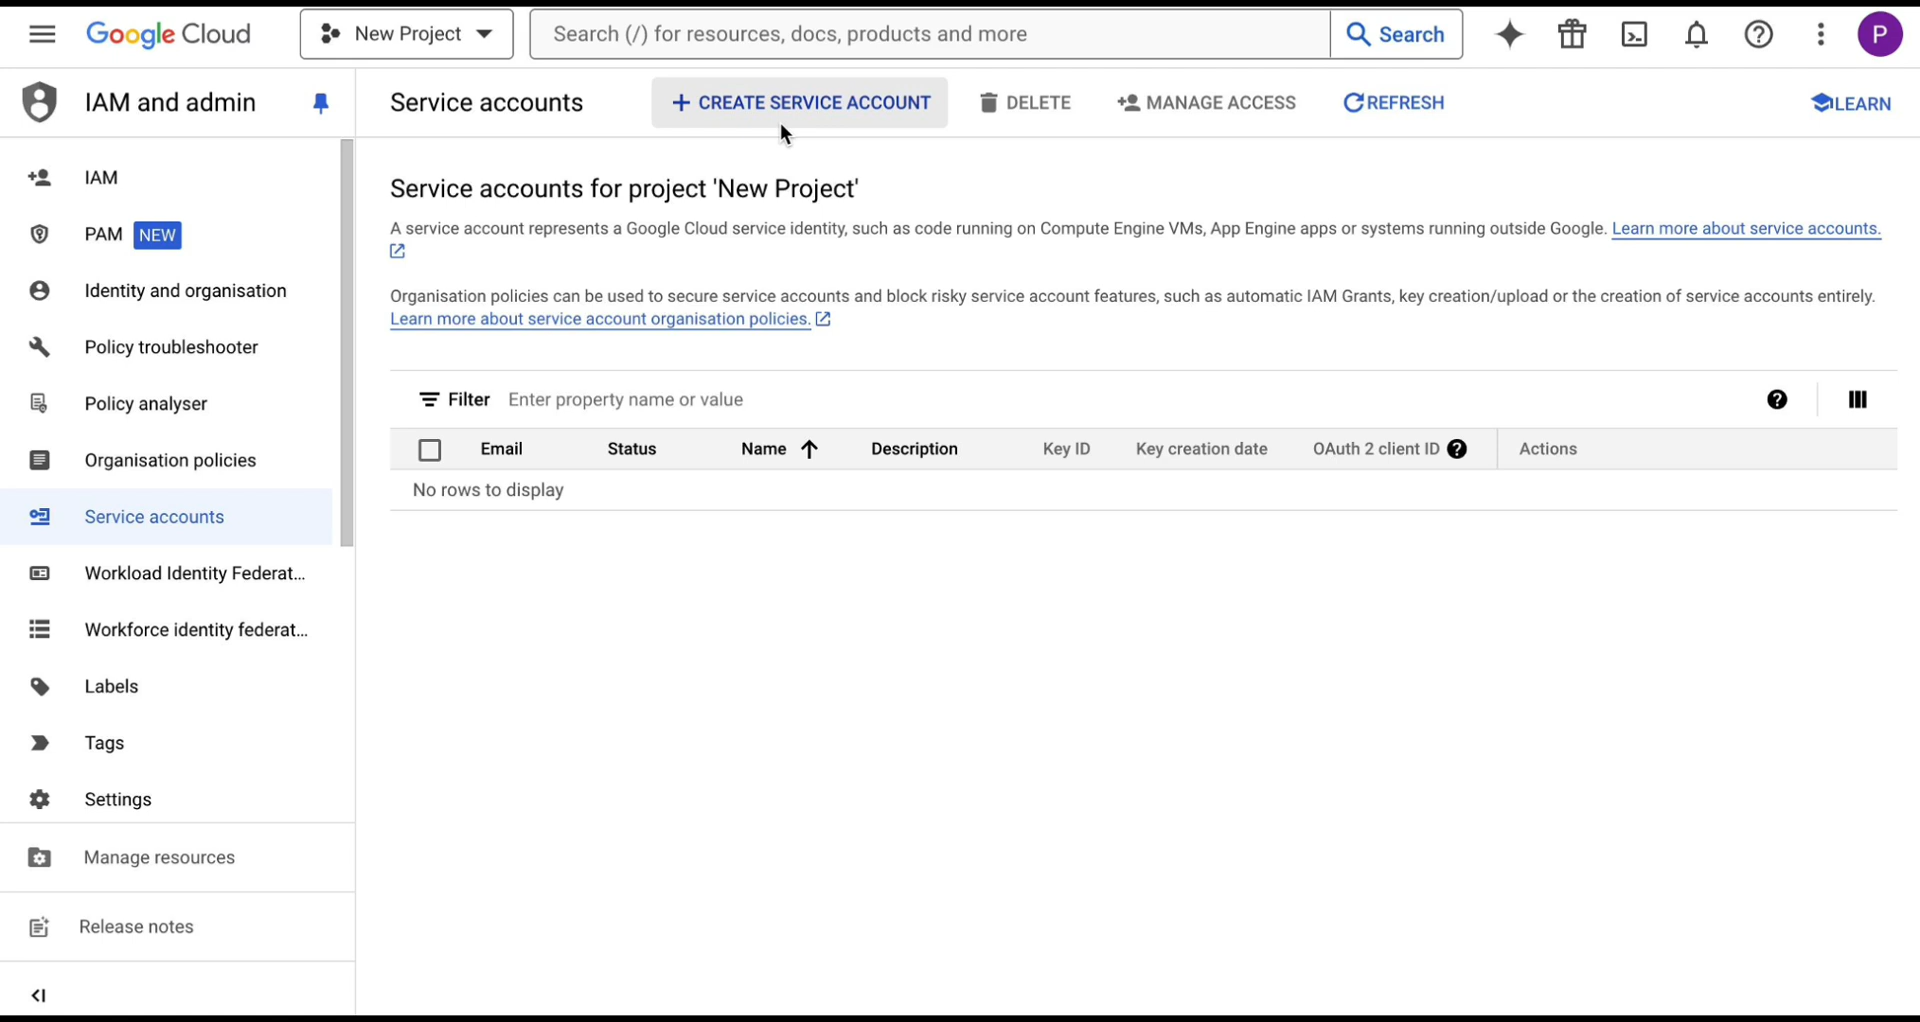 Google Cloud
New Project
Search (/) for resources, docs, products and more
Search
P
IAM and admin
Service accounts
+ CREATE SERVICE ACCOUNT
DELETE
MANAGE ACCESS
REFRESH
LEARN
IAM
PAM NEW
Identity and organisation
Policy troubleshooter
Policy analyser
Organisation policies
Service accounts
Workload Identity Federat...
Workforce identity federat...
Labels
Tags
Settings
Manage resources
Release notes
Service accounts for project 'New Project'
A service account represents a Google Cloud service identity, such as code running on Compute Engine VMs, App Engine apps or systems running outside Google. Learn more about service accounts.
Organisation policies can be used to secure service accounts and block risky service account features, such as automatic IAM Grants, key creation/upload or the creation of service accounts entirely.
Learn more about service account organisation policies.
Filter Enter property name or value
Email Status Name Description Key ID Key creation date OAuth 2 client ID Actions
No rows to display